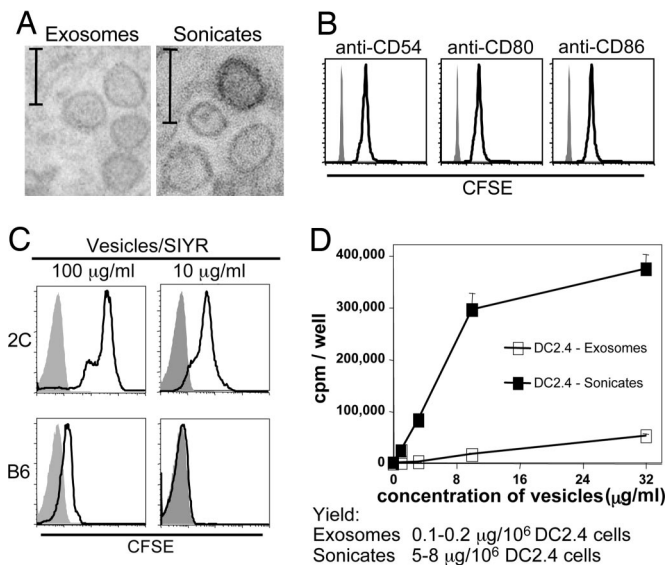 A
Exosomes Sonicates
B
anti-CD54 anti-CD80 anti-CD86
CFSE
C
Vesicles/SIYR
100 µg/ml 10 µg/ml
2C
B6
CFSE
D
400,000
300,000
200,000
100,000
0
cpm / well
DC2.4 - Exosomes
DC2.4 - Sonicates
0 8 16 24 32
concentration of vesicles(µg/ml)
Yield:
Exosomes 0.1-0.2 µg/10⁶ DC2.4 cells
Sonicates 5-8 µg/10⁶ DC2.4 cells